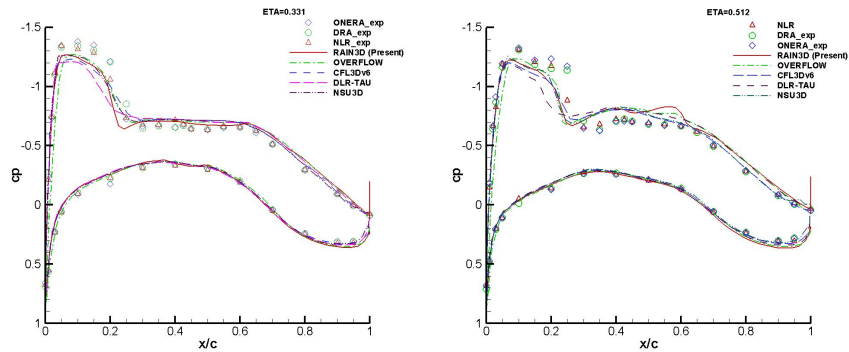 ETA=0.331
ONERA_exp
DRA_exp
NLR_exp
RAIN3D (Present)
OVERFLOW
CFL3Dv6
DLR-TAU
NSU3D
-1.5
-1
-0.5
0
0.5
1
cp
0 0.2 0.4 0.6 0.8 1
x/c
ETA=0.512
NLR
DRA_exp
ONERA_exp
RAIN3D (Present)
OVERFLOW
CFL3Dv6
DLR-TAU
NSU3D
-1.5
-1
-0.5
0
0.5
1
cp
0 0.2 0.4 0.6 0.8 1
x/c